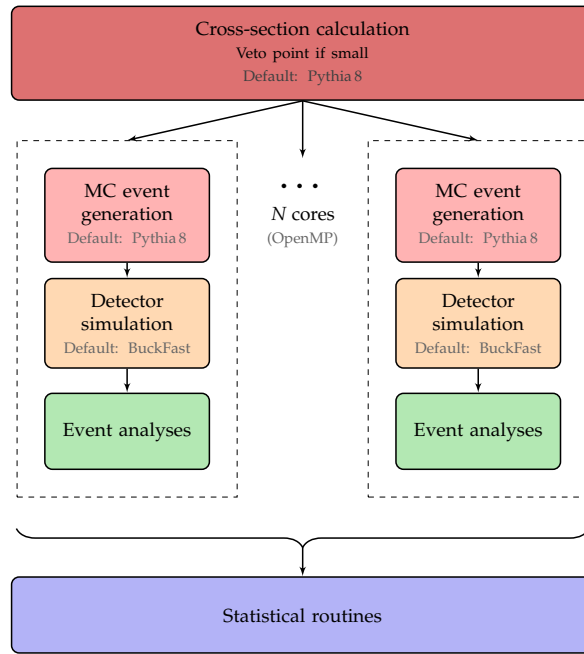 Cross-section calculation
Veto point if small
Default: Pythia 8
MC event
generation
Default: Pythia 8
Detector
simulation
Default: BuckFast
Event analyses
...
N cores
(OpenMP)
MC event
generation
Default: Pythia 8
Detector
simulation
Default: BuckFast
Event analyses
Statistical routines